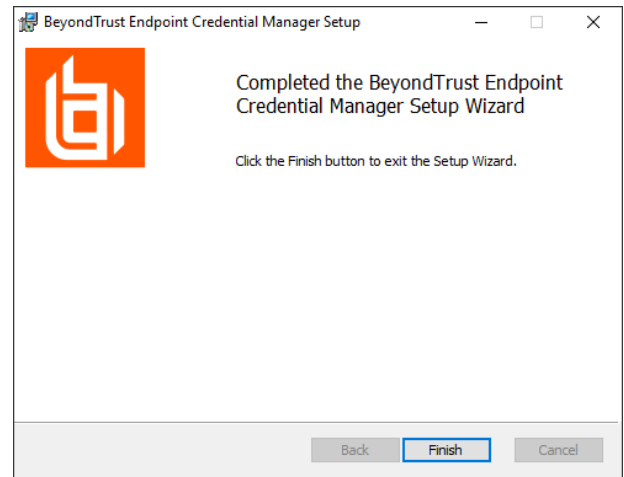 BeyondTrust Endpoint Credential Manager Setup
Completed the BeyondTrust Endpoint
Credential Manager Setup Wizard
Click the Finish button to exit the Setup Wizard.
Back Finish Cancel